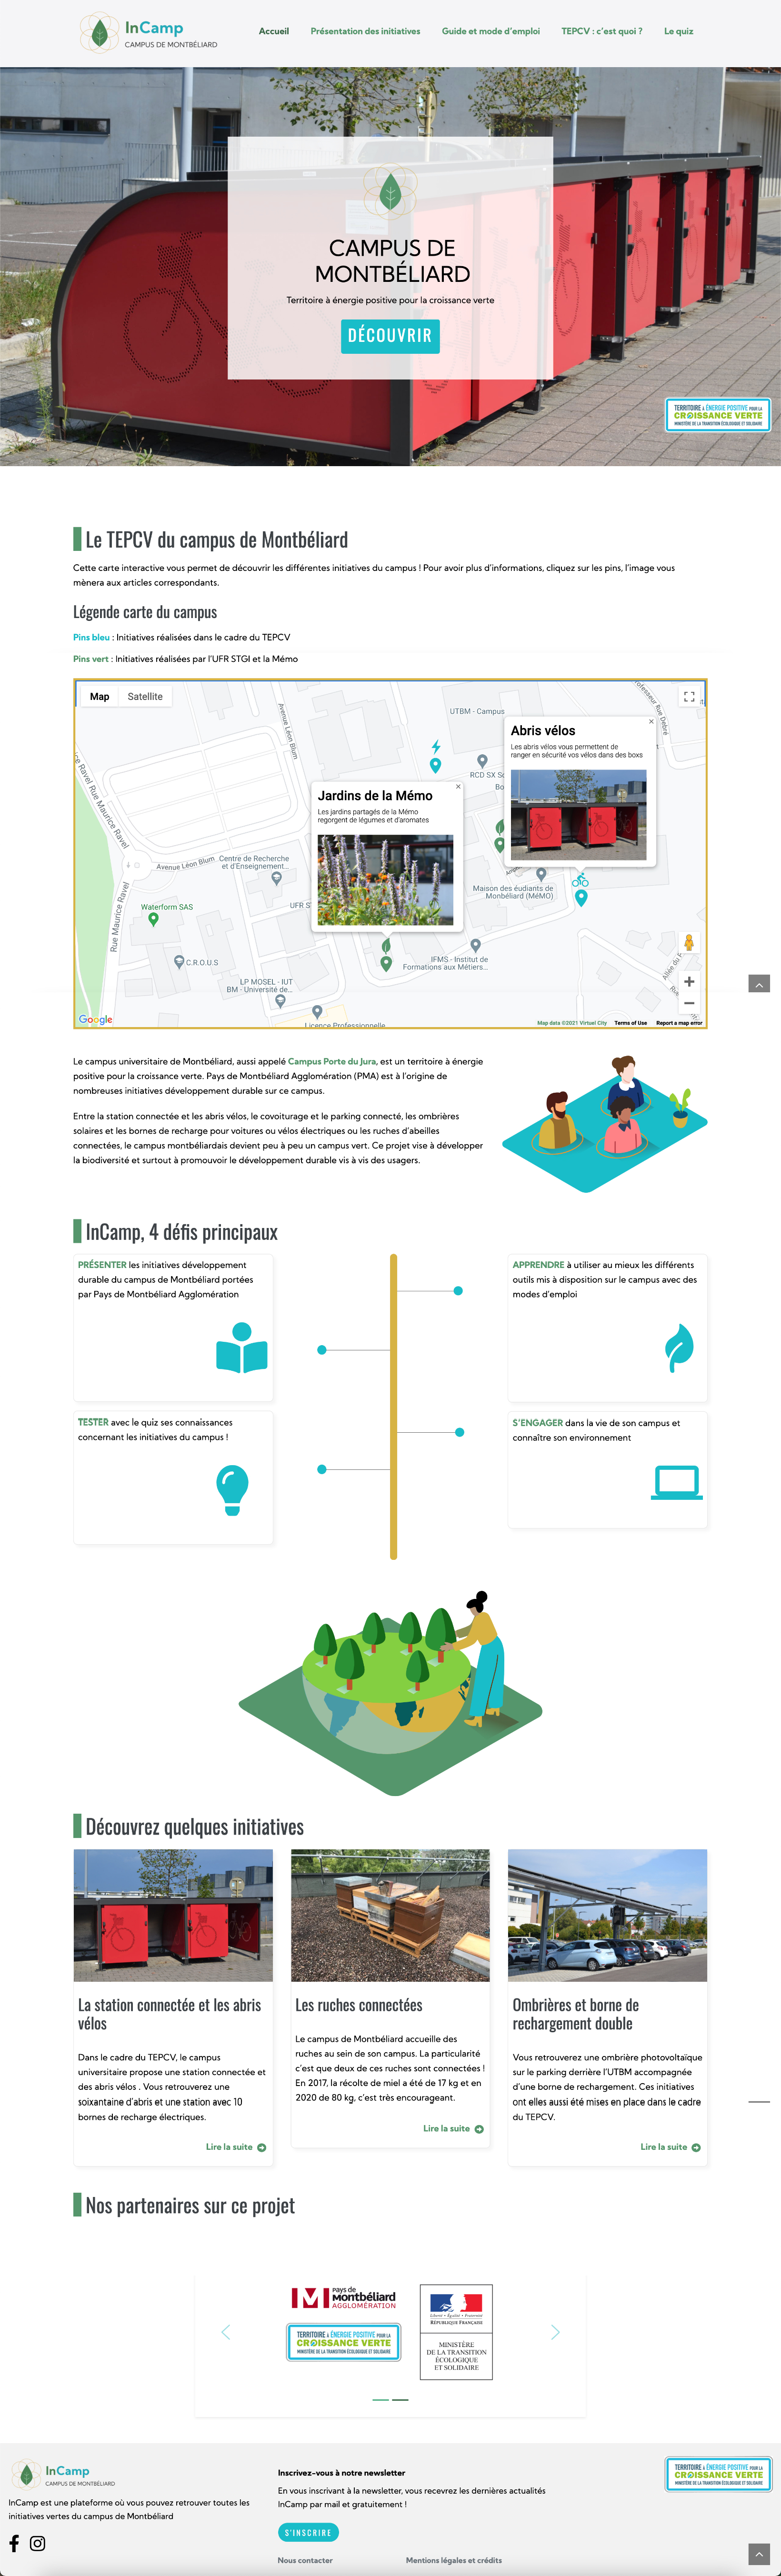 InCamp
CAMPUS DE MONTBÉLIARD
Accueil
Présentation des initiatives
Guide et mode d'emploi
TEPCV : c'est quoi ?
Le quiz
CAMPUS DE
MONTBÉLIARD
Territoire à énergie positive pour la croissance verte
DÉCOUVRIR
TERRITOIRE À ÉNERGIE POSITIVE POUR LA
CROISSANCE VERTE
MINISTÈRE DE LA TRANSITION ÉCOLOGIQUE ET SOLIDAIRE
Le TEPCV du campus de Montbéliard
Cette carte interactive vous permet de découvrir les différentes initiatives du campus ! Pour avoir plus d'informations, cliquez sur les pins, l'image vous
mènera aux articles correspondants.
Légende carte du campus
Pins bleu : Initiatives réalisées dans le cadre du TEPCV
Pins vert : Initiatives réalisées par l'UFR STGI et la Mémo
Map
Satellite
UTBM - Campus
Professeur Rue Debré
Avenue Léon Blum
RCD SX
Abris vélos
Les abris vélos vous permettent de
ranger en sécurité vos vélos dans des boxs
Jardins de la Mémo
Les jardins partagés de la Mémo
regorgent de légumes et d'aromates
ce Ravel Rue Maurice Ravel
Avenue Léon Blum
Centre de Recherche
et d'Enseignement...
Rue Maurice Ravel
Waterform SAS
UFR S
Maison des éudiants de
Monbéliard (MéMO)
C.R.O.U.S
IFMS - Institut de
Formations aux Métiers...
LP MOSEL - IUT
BM - Université de...
Licence Professionnelle
Allée du
Google
Map data ©2021 Virtuel City
Terms of Use
Report a map error
Le campus universitaire de Montbéliard, aussi appelé Campus Porte du Jura, est un territoire à énergie
positive pour la croissance verte. Pays de Montbéliard Agglomération (PMA) est à l'origine de
nombreuses initiatives développement durable sur ce campus.
Entre la station connectée et les abris vélos, le covoiturage et le parking connecté, les ombrières
solaires et les bornes de recharge pour voitures ou vélos électriques ou les ruches d'abeilles
connectées, le campus montbéliardais devient peu à peu un campus vert. Ce projet vise à développer
la biodiversité et surtout à promouvoir le développement durable vis à vis des usagers.
InCamp, 4 défis principaux
PRÉSENTER les initiatives développement
durable du campus de Montbéliard portées
par Pays de Montbéliard Agglomération
APPRENDRE à utiliser au mieux les différents
outils mis à disposition sur le campus avec des
modes d'emploi
TESTER avec le quiz ses connaissances
concernant les initiatives du campus !
S'ENGAGER dans la vie de son campus et
connaître son environnement
Découvrez quelques initiatives
La station connectée et les abris
vélos
Dans le cadre du TEPCV, le campus
universitaire propose une station connectée et
des abris vélos . Vous retrouverez une
soixantaine d'abris et une station avec 10
bornes de recharge électriques.
Lire la suite
Les ruches connectées
Le campus de Montbéliard accueille des
ruches au sein de son campus. La particularité
c'est que deux de ces ruches sont connectées !
En 2017, la récolte de miel a été de 17 kg et en
2020 de 80 kg, c'est très encourageant.
Lire la suite
Ombrières et borne de
rechargement double
Vous retrouverez une ombrière photovoltaïque
sur le parking derrière l'UTBM accompagnée
d'une borne de rechargement. Ces initiatives
ont elles aussi été mises en place dans le cadre
du TEPCV.
Lire la suite
Nos partenaires sur ce projet
pays de
Montbéliard
AGGLOMÉRATION
TERRITOIRE À ÉNERGIE POSITIVE POUR LA
CROISSANCE VERTE
MINISTÈRE DE LA TRANSITION ÉCOLOGIQUE ET SOLIDAIRE
Liberté • Égalité • Fraternité
RÉPUBLIQUE FRANÇAISE
MINISTÈRE
DE LA TRANSITION
ÉCOLOGIQUE
ET SOLIDAIRE
InCamp
CAMPUS DE MONTBÉLIARD
InCamp est une plateforme où vous pouvez retrouver toutes les
initiatives vertes du campus de Montbéliard
Inscrivez-vous à notre newsletter
En vous inscrivant à la newsletter, vous recevrez les dernières actualités
InCamp par mail et gratuitement !
S'INSCRIRE
Nous contacter
Mentions légales et crédits
TERRITOIRE À ÉNERGIE POSITIVE POUR LA
CROISSANCE VERTE
MINISTÈRE DE LA TRANSITION ÉCOLOGIQUE ET SOLIDAIRE